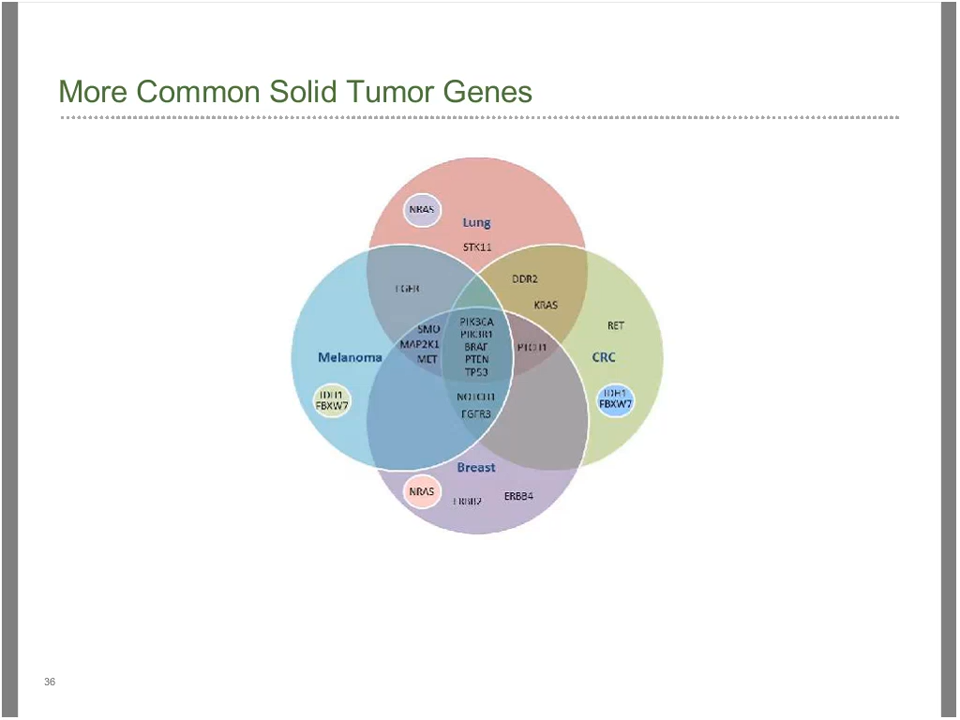 More Common Solid Tumor Genes
NRAS
Lung
STK11
DDR2
EGFR
KRAS
SMO
MAP2K1
MET
PIK3CA
PIK3R1
BRAF
PTEN
TP53
PTCH1
RET
Melanoma
CRC
IDH1
FBXW7
NOTCH1
FGFR3
IDH1
FBXW7
Breast
NRAS
ERBB2
ERBB4
36